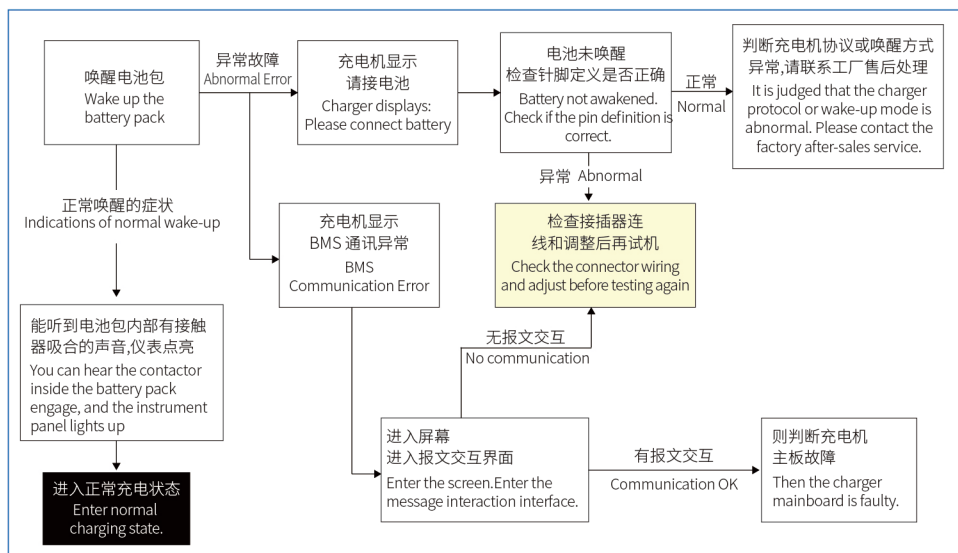 唤醒电池包
Wake up the
battery pack
异常故障
Abnormal Error
充电机显示
请接电池
Charger displays:
Please connect battery
电池未唤醒
检查针脚定义是否正确
Battery not awakened.
Check if the pin definition is
correct.
正常
Normal
判断充电机协议或唤醒方式
异常,请联系工厂售后处理
It is judged that the charger
protocol or wake-up mode is
abnormal. Please contact the
factory after-sales service.
异常 Abnormal
正常唤醒的症状
Indications of normal wake-up
充电机显示
BMS 通讯异常
BMS
Communication Error
检查接插器连
线和调整后再试机
Check the connector wiring
and adjust before testing again
能听到电池包内部有接触
器吸合的声音,仪表点亮
You can hear the contactor
inside the battery pack
engage, and the instrument
panel lights up
无报文交互
No communication
进入屏幕
进入报文交互界面
Enter the screen.Enter the
message interaction interface.
有报文交互
Communication OK
则判断充电机
主板故障
Then the charger
mainboard is faulty.
进入正常充电状态
Enter normal
charging state.